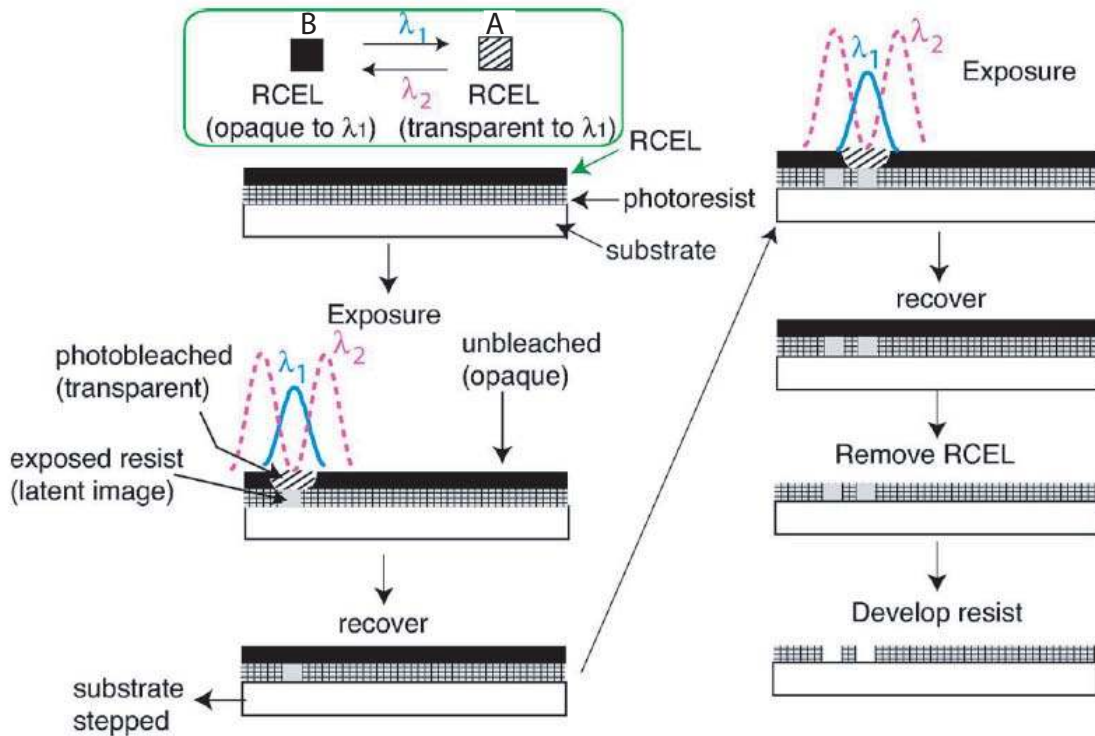 B
A
λ1
λ2
RCEL
(opaque to λ1)
RCEL
(transparent to λ1)
RCEL
photoresist
substrate
Exposure
photobleached
(transparent)
λ1
λ2
unbleached
(opaque)
exposed resist
(latent image)
recover
substrate
stepped
λ1
λ2
Exposure
recover
Remove RCEL
Develop resist